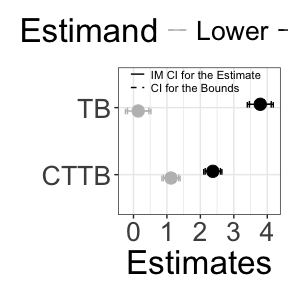 Estimand Lower
IM CI for the Estimate
CI for the Bounds
TB
CTTB
0 1 2 3 4
Estimates